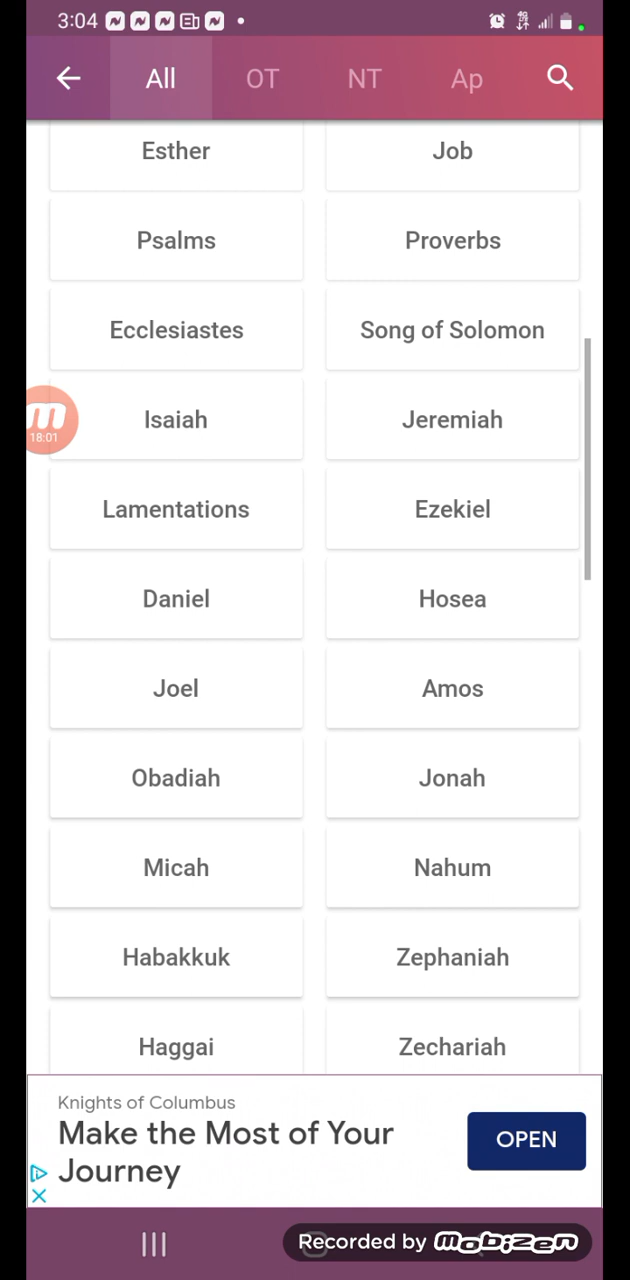 3:04
All OT NT Ap
Esther Job
Psalms Proverbs
Ecclesiastes Song of Solomon
Isaiah Jeremiah
18:01
Lamentations Ezekiel
Daniel Hosea
Joel Amos
Obadiah Jonah
Micah Nahum
Habakkuk Zephaniah
Haggai Zechariah
Knights of Columbus
Make the Most of Your
Journey
OPEN
Recorded by mobizen